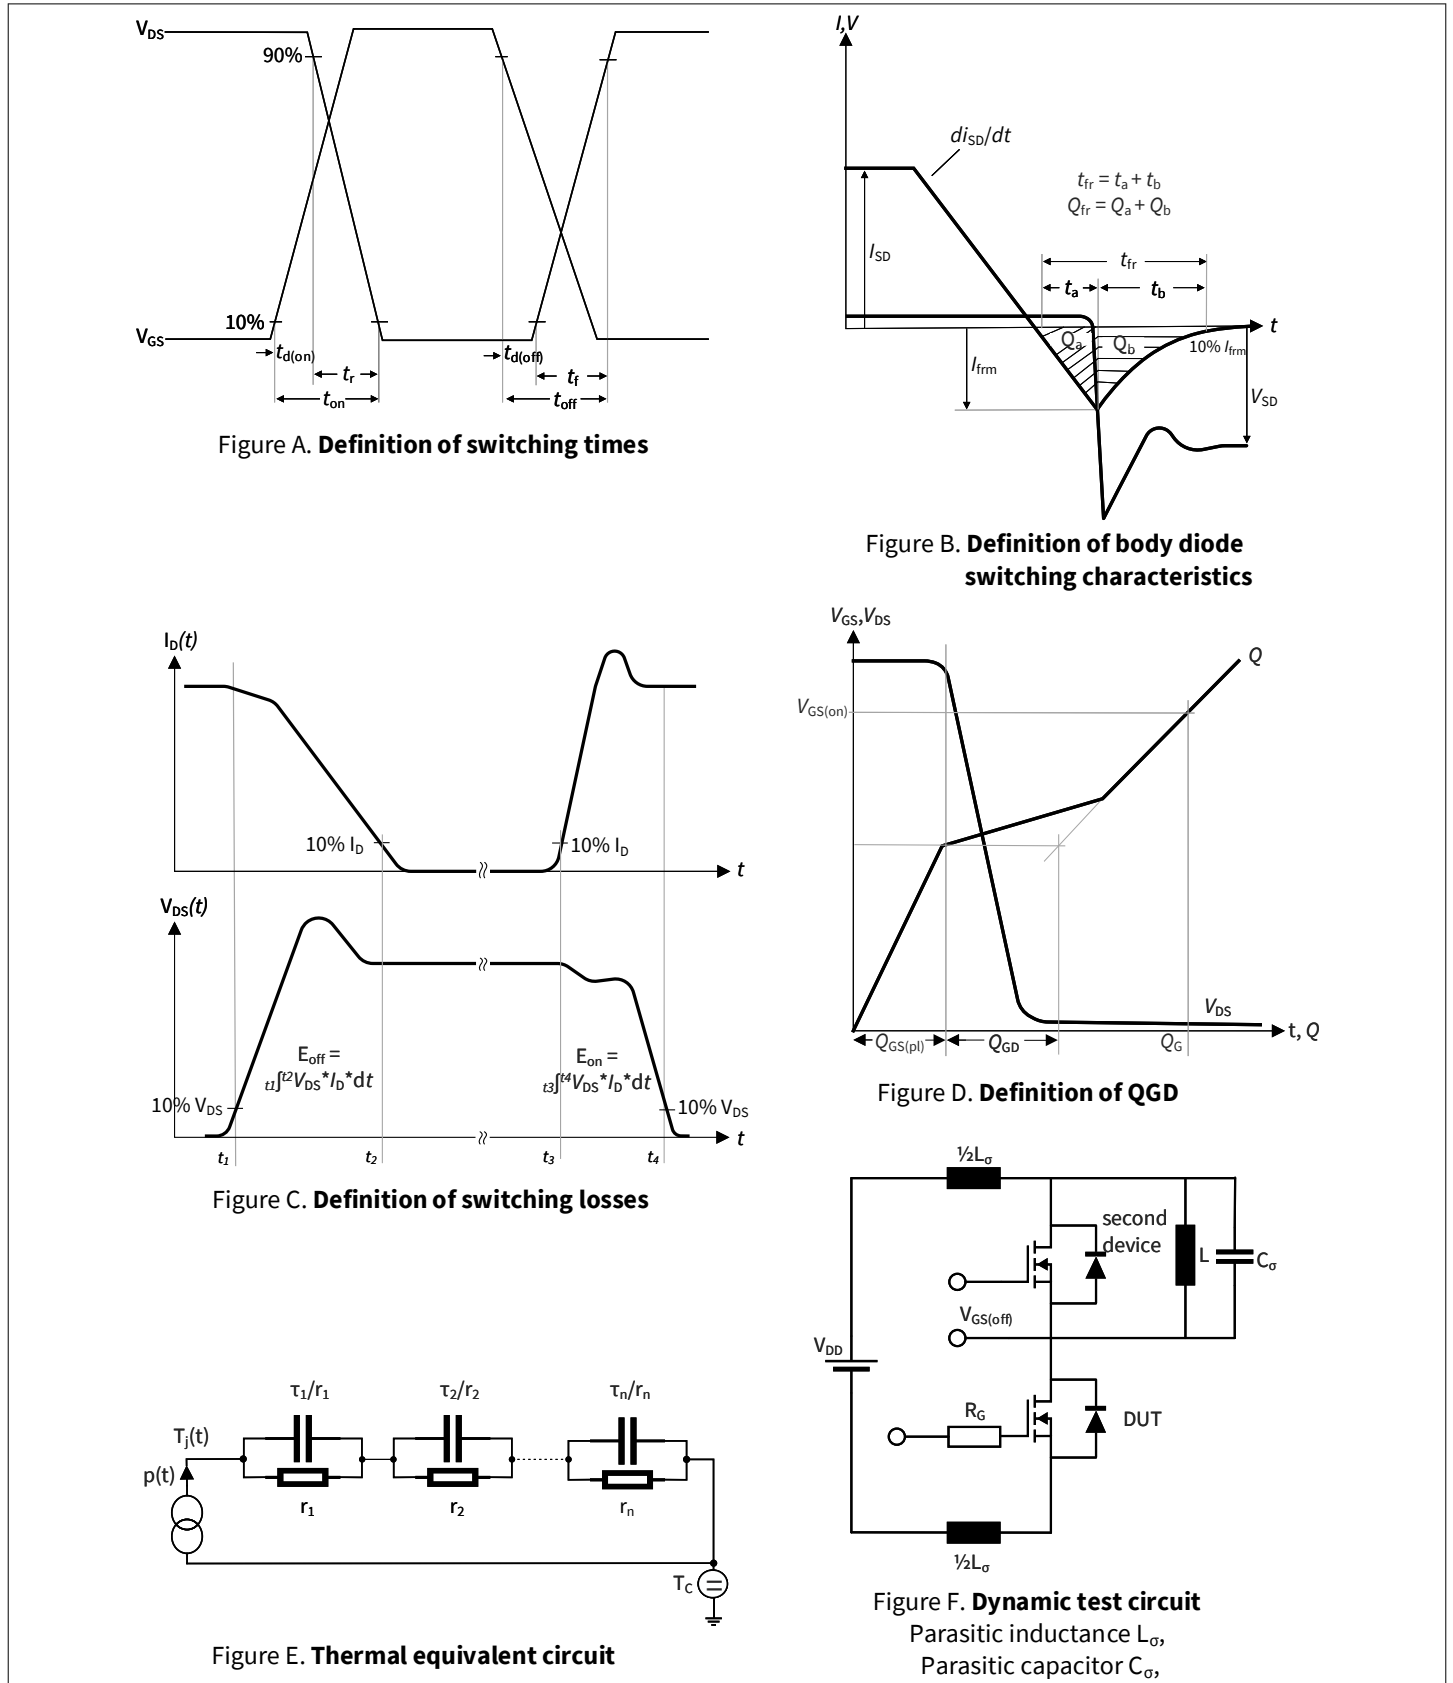 V_DS
90%
10%
V_GS
t_d(on)
t_r
t_on
t_d(off)
t_f
t_off
Figure A. Definition of switching times
I,V
di_SD/dt
t_fr = t_a + t_b
Q_fr = Q_a + Q_b
I_SD
t_fr
t_a
t_b
t
Q_a
Q_b
10% I_frm
I_frm
V_SD
Figure B. Definition of body diode
switching characteristics
I_D(t)
10% I_D
10% I_D
t
V_DS(t)
E_off =
t1∫^t2 V_DS*I_D*dt
E_on =
t3∫^t4 V_DS*I_D*dt
10% V_DS
10% V_DS
t
t_1
t_2
t_3
t_4
Figure C. Definition of switching losses
V_GS,V_DS
Q
V_GS(on)
V_DS
t, Q
Q_GS(pl)
Q_GD
Q_G
Figure D. Definition of QGD
T_j(t)
p(t)
τ_1/r_1
τ_2/r_2
τ_n/r_n
r_1
r_2
r_n
T_C
Figure E. Thermal equivalent circuit
½L_σ
second
device
L
C_σ
V_GS(off)
V_DD
R_G
DUT
½L_σ
Figure F. Dynamic test circuit
Parasitic inductance L_σ,
Parasitic capacitor C_σ,